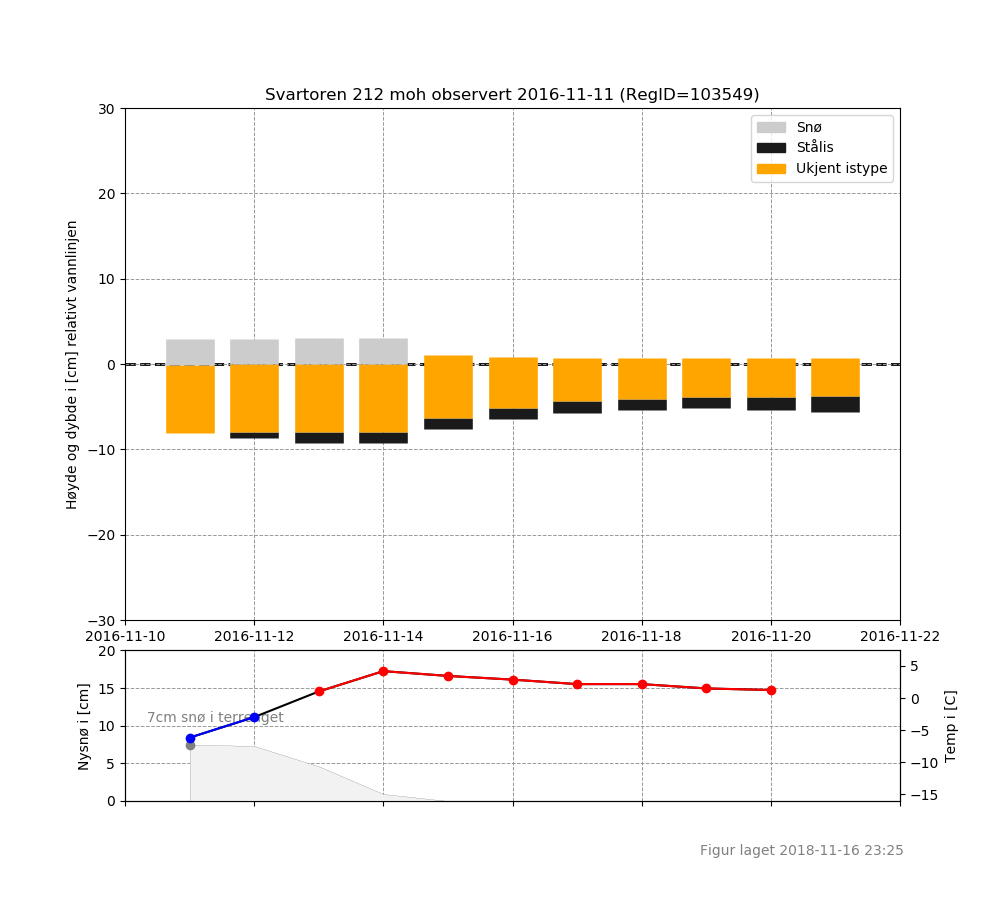 Svartoren 212 moh observert 2016-11-11 (RegID=103549)
Snø
Stålis
Ukjent istype
Høyde og dybde i [cm] relativt vannlinjen
30
20
10
0
−10
−20
−30
2016-11-10 2016-11-12 2016-11-14 2016-11-16 2016-11-18 2016-11-20 2016-11-22
Nysnø i [cm]
20
15
10
5
0
7cm snø i terrenget
5
0
−5
−10
−15
Temp i [C]
Figur laget 2018-11-16 23:25